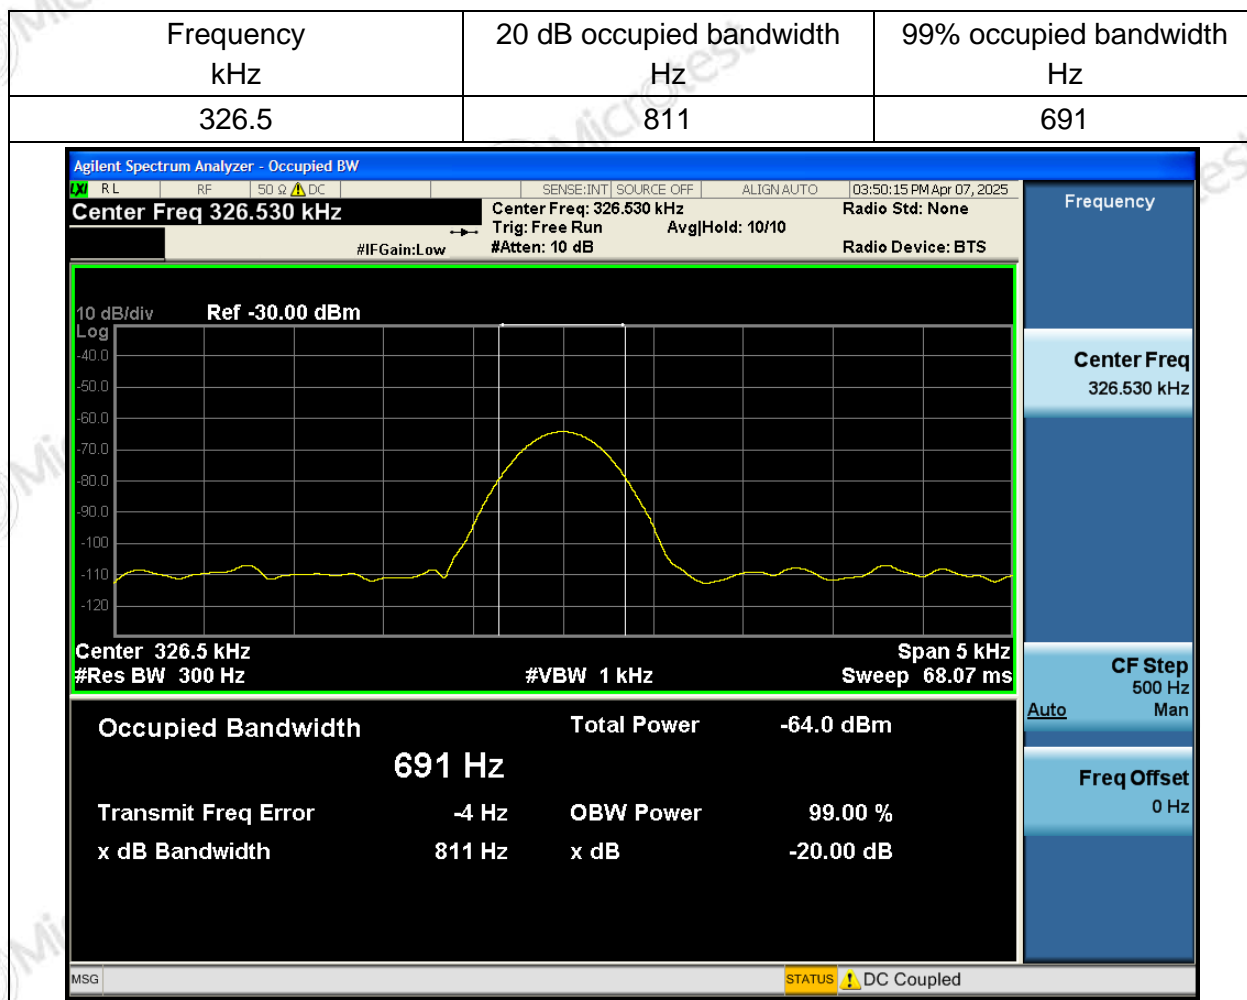 Frequency
kHz
20 dB occupied bandwidth
Hz
99% occupied bandwidth
Hz
326.5 811 691
Microtest
Agilent Spectrum Analyzer - Occupied BW
LXI RL RF 50 Ω DC SENSE:INT SOURCE OFF ALIGN AUTO 03:50:15 PM Apr 07, 2025
Center Freq 326.530 kHz
Center Freq: 326.530 kHz Radio Std: None
Trig: Free Run Avg|Hold: 10/10
#IFGain:Low #Atten: 10 dB Radio Device: BTS
10 dB/div Ref -30.00 dBm
Log
-40.0
-50.0
-60.0
-70.0
-80.0
-90.0
-100
-110
-120
Center 326.5 kHz Span 5 kHz
#Res BW 300 Hz #VBW 1 kHz Sweep 68.07 ms
Occupied Bandwidth Total Power -64.0 dBm
691 Hz
Transmit Freq Error -4 Hz OBW Power 99.00 %
x dB Bandwidth 811 Hz x dB -20.00 dB
Frequency
Center Freq
326.530 kHz
CF Step
500 Hz
Auto Man
Freq Offset
0 Hz
MSG STATUS DC Coupled